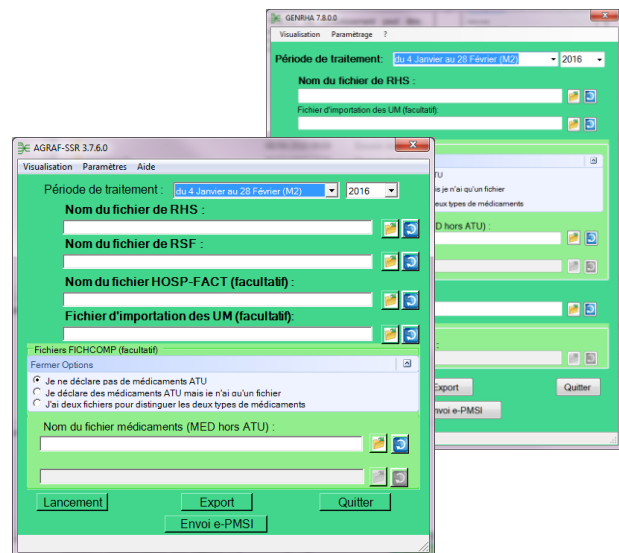 GENRHA 7.8.0.0
Visualisation Paramétrage ?
Période de traitement: du 4 Janvier au 28 Février (M2) 2016
Nom du fichier de RHS :
Fichier d'importation des UM (facultatif):
TU
is je n'ai qu'un fichier
eux types de médicaments
D hors ATU) :
:
Export
Quitter
nvoi e-PMSI
AGRAF-SSR 3.7.6.0
Visualisation Paramètres Aide
Période de traitement : du 4 Janvier au 28 Février (M2) 2016
Nom du fichier de RHS :
Nom du fichier de RSF :
Nom du fichier HOSP-FACT (facultatif) :
Fichier d'importation des UM (facultatif):
Fichiers FICHCOMP (facultatif)
Fermer Options
Je ne déclare pas de médicaments ATU
Je déclare des médicaments ATU mais je n'ai qu'un fichier
J'ai deux fichiers pour distinguer les deux types de médicaments
Nom du fichier médicaments (MED hors ATU) :
Lancement
Export
Quitter
Envoi e-PMSI